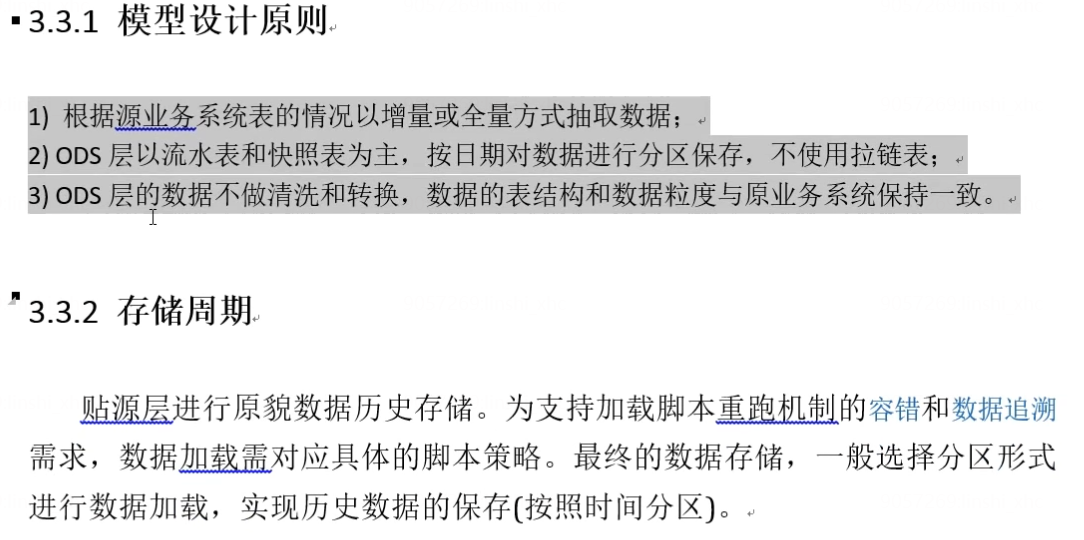 3.3.1 模型设计原则
1) 根据源业务系统表的情况以增量或全量方式抽取数据；
2) ODS 层以流水表和快照表为主，按日期对数据进行分区保存，不使用拉链表；
3) ODS 层的数据不做清洗和转换，数据的表结构和数据粒度与原业务系统保持一致。
3.3.2 存储周期
贴源层进行原貌数据历史存储。为支持加载脚本重跑机制的容错和数据追溯
需求，数据加载需对应具体的脚本策略。最终的数据存储，一般选择分区形式
进行数据加载，实现历史数据的保存(按照时间分区)。